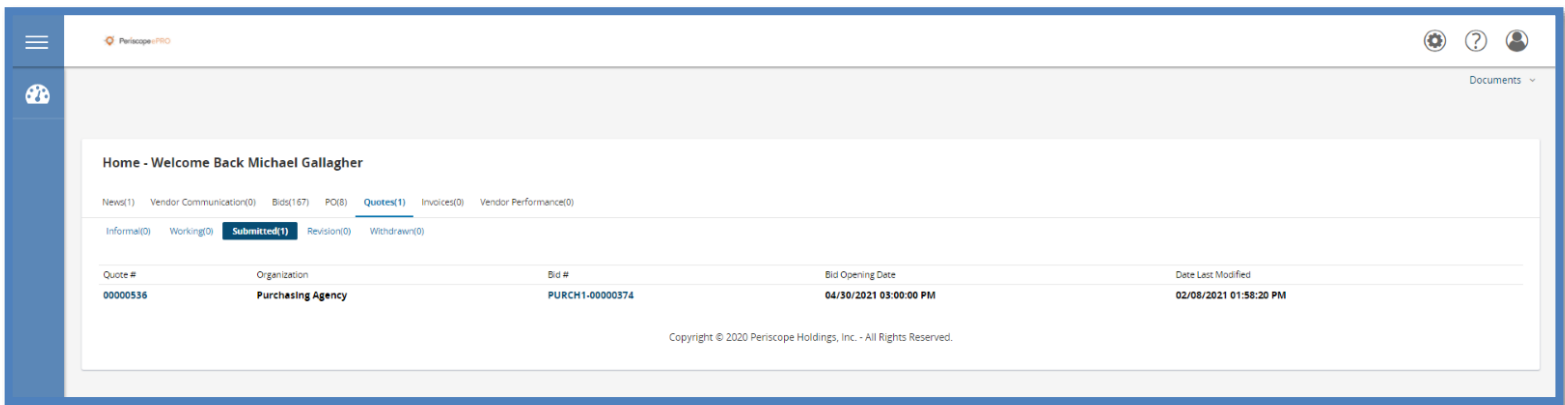 Periscope ePRO
?
Documents
Home - Welcome Back Michael Gallagher
News(1) Vendor Communication(0) Bids(167) PO(8) Quotes(1) Invoices(0) Vendor Performance(0)
Informal(0) Working(0) Submitted(1) Revision(0) Withdrawn(0)
Quote # Organization Bid # Bid Opening Date Date Last Modified
00000536 Purchasing Agency PURCH1-00000374 04/30/2021 03:00:00 PM 02/08/2021 01:58:20 PM
Copyright © 2020 Periscope Holdings, Inc. - All Rights Reserved.